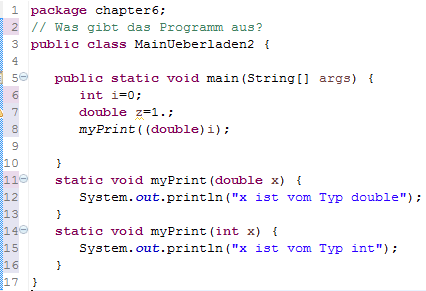 1 package chapter6;
2 // Was gibt das Programm aus?
3 public class MainUeberladen2 {
4
5 public static void main(String[] args) {
6 int i=0;
7 double z=1.;
8 myPrint((double)i);
9
10 }
11 static void myPrint(double x) {
12 System.out.println("x ist vom Typ double");
13 }
14 static void myPrint(int x) {
15 System.out.println("x ist vom Typ int");
16 }
17 }